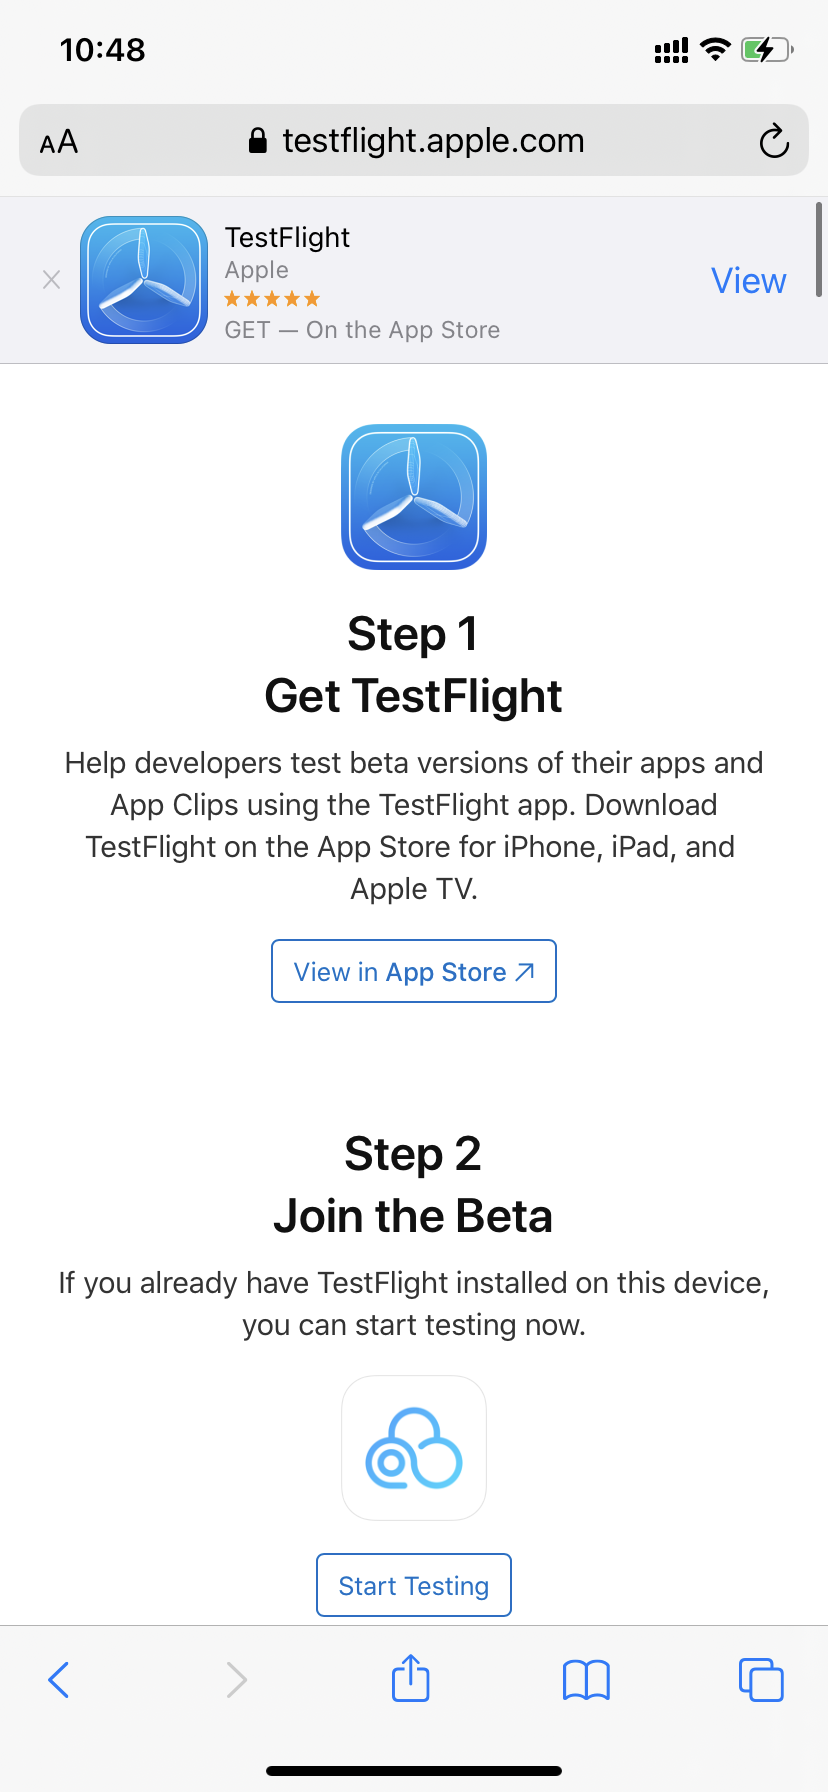 10:48
AA
testflight.apple.com
TestFlight
Apple
GET — On the App Store
View
Step 1
Get TestFlight
Help developers test beta versions of their apps and
App Clips using the TestFlight app. Download
TestFlight on the App Store for iPhone, iPad, and
Apple TV.
View in App Store
Step 2
Join the Beta
If you already have TestFlight installed on this device,
you can start testing now.
Start Testing